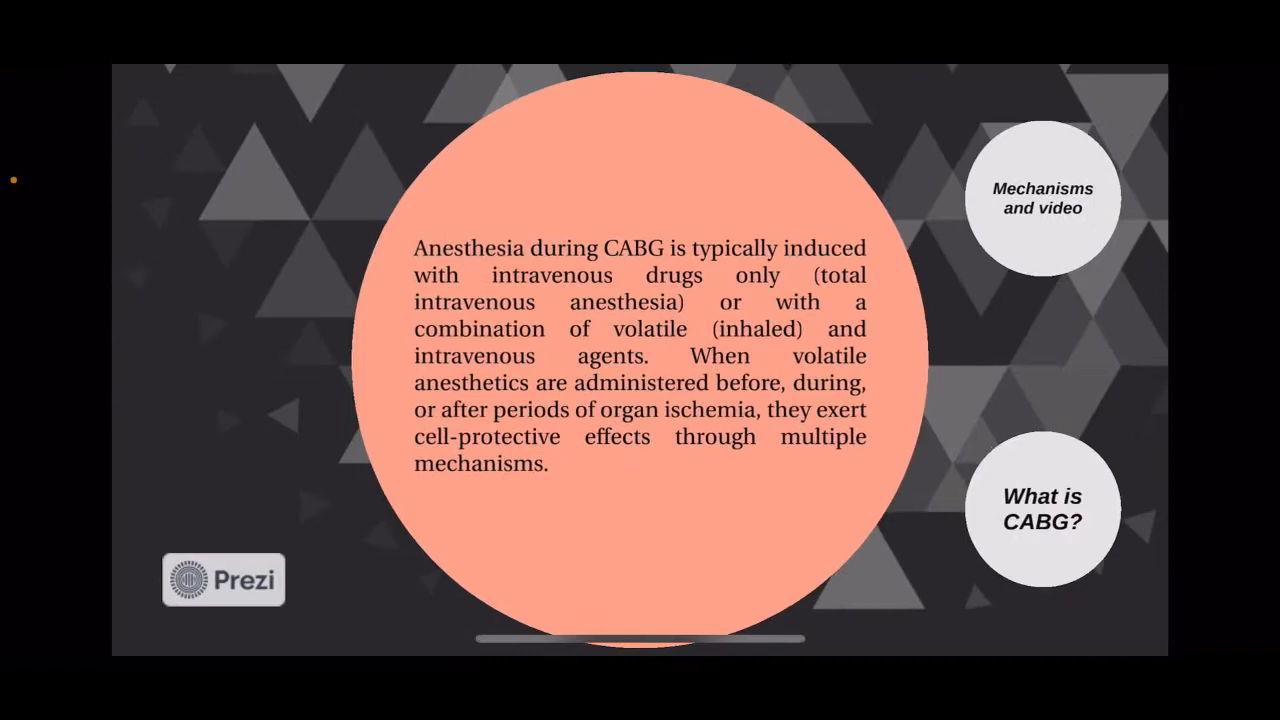 Anesthesia during CABG is typically induced
with intravenous drugs only (total
intravenous anesthesia) or with a
combination of volatile (inhaled) and
intravenous agents. When volatile
anesthetics are administered before, during,
or after periods of organ ischemia, they exert
cell-protective effects through multiple
mechanisms.
Mechanisms
and video
What is
CABG?
Prezi